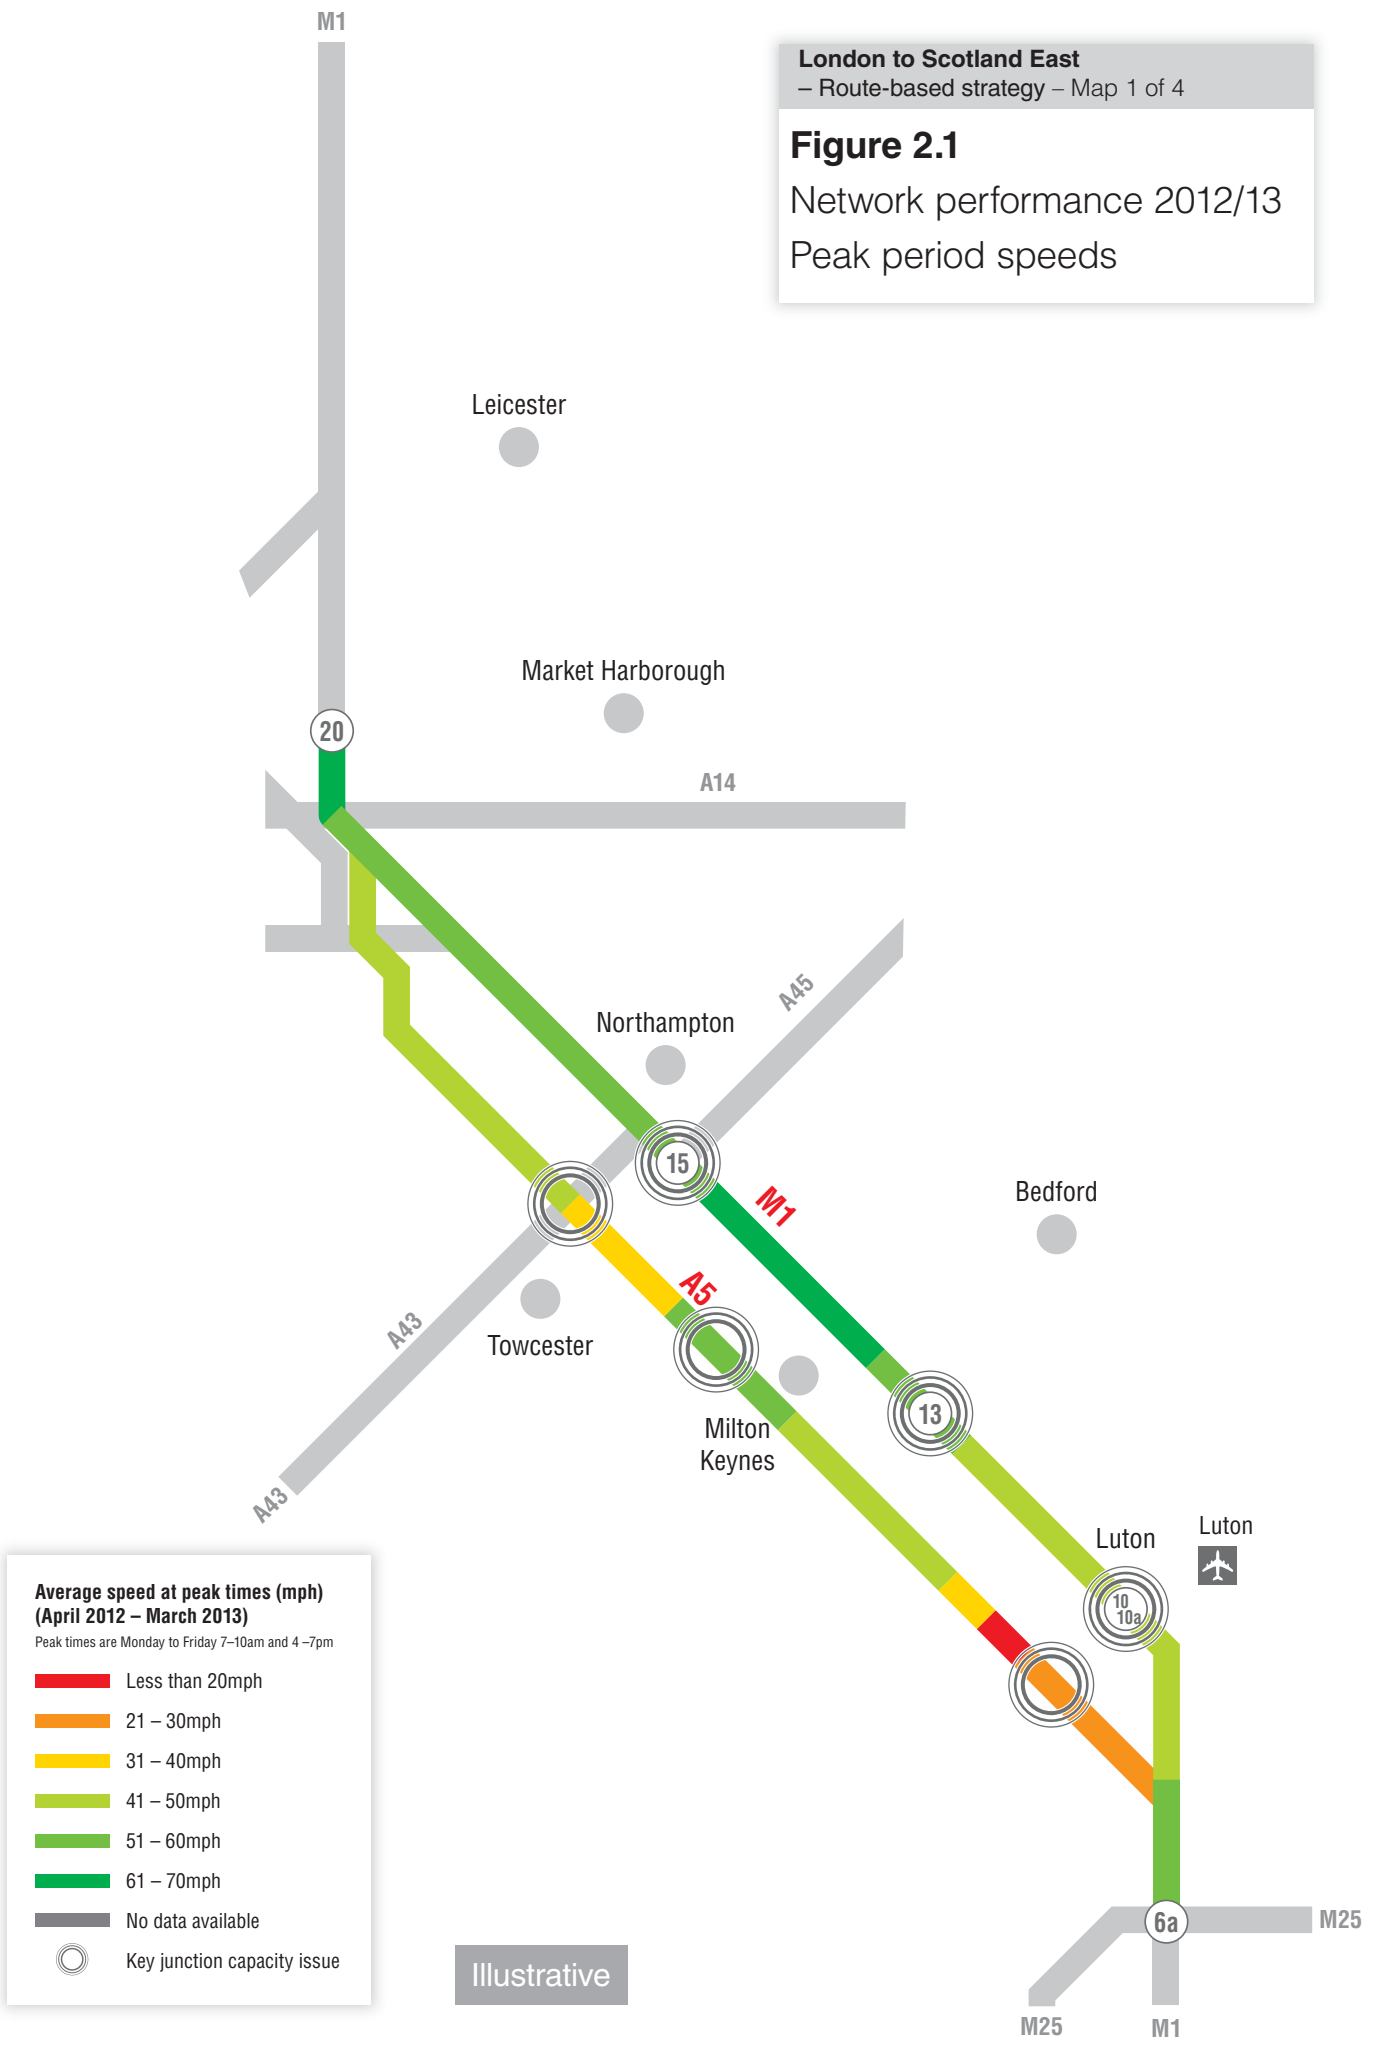 M1
London to Scotland East
– Route-based strategy – Map 1 of 4
Figure 2.1
Network performance 2012/13
Peak period speeds
Leicester
Market Harborough
20
A14
A45
Northampton
15
M1
Bedford
A5
A43
Towcester
13
Milton
Keynes
A43
Luton
Luton
10
10a
Average speed at peak times (mph)
(April 2012 – March 2013)
Peak times are Monday to Friday 7–10am and 4 –7pm
Less than 20mph
21 – 30mph
31 – 40mph
41 – 50mph
51 – 60mph
61 – 70mph
No data available
Key junction capacity issue
Illustrative
6a
M25
M25
M1